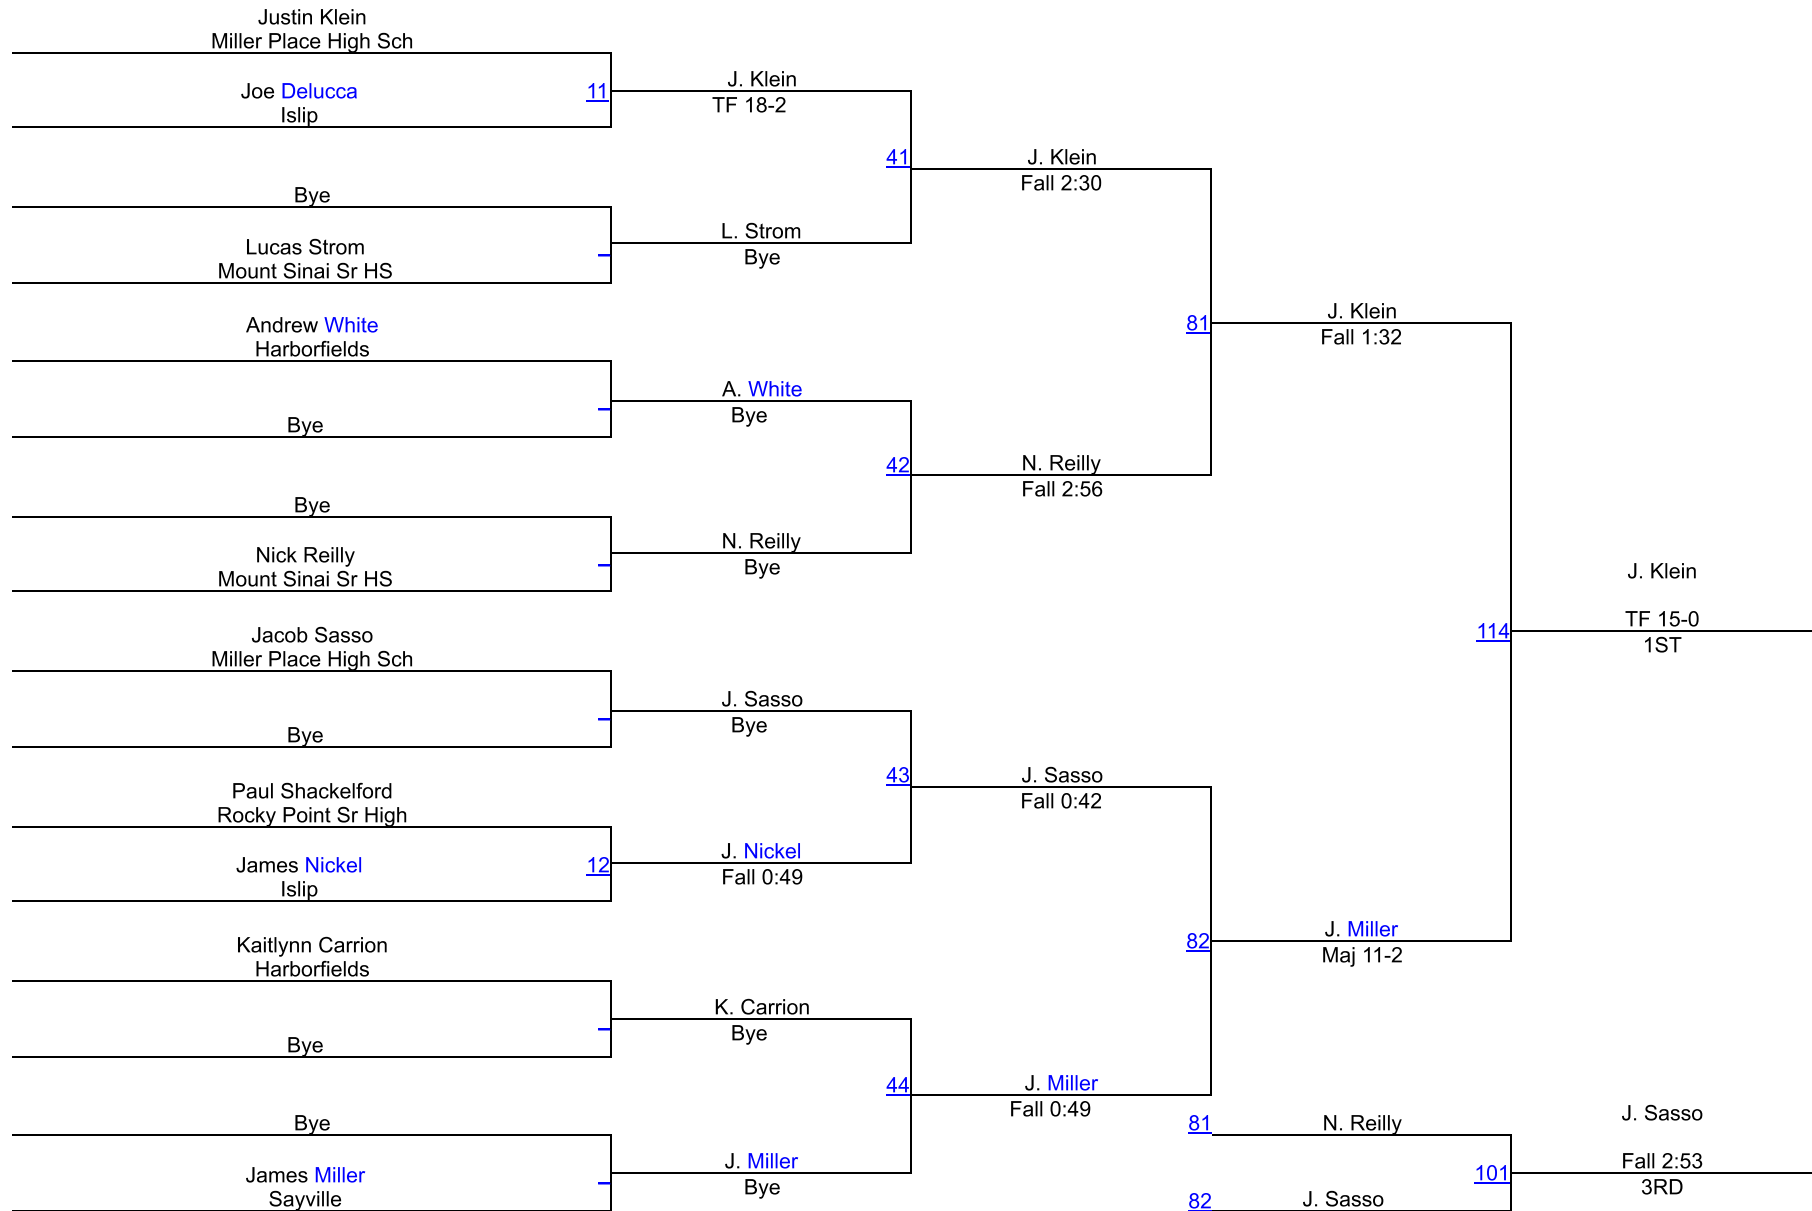 Justin Klein
Miller Place High Sch
Joe Delucca
Islip
11
Bye
Lucas Strom
Mount Sinai Sr HS
Andrew White
Harborfields
Bye
Bye
Nick Reilly
Mount Sinai Sr HS
Jacob Sasso
Miller Place High Sch
Bye
Paul Shackelford
Rocky Point Sr High
James Nickel
Islip
12
Kaitlynn Carrion
Harborfields
Bye
Bye
James Miller
Sayville
J. Klein
TF 18-2
41
L. Strom
Bye
A. White
Bye
42
N. Reilly
Bye
J. Sasso
Bye
43
J. Nickel
Fall 0:49
K. Carrion
Bye
44
J. Miller
Bye
J. Klein
Fall 2:30
81
N. Reilly
Fall 2:56
J. Sasso
Fall 0:42
82
J. Miller
Fall 0:49
J. Klein
Fall 1:32
114
J. Miller
Maj 11-2
J. Klein
TF 15-0
1ST
81
N. Reilly
101
82
J. Sasso
J. Sasso
Fall 2:53
3RD